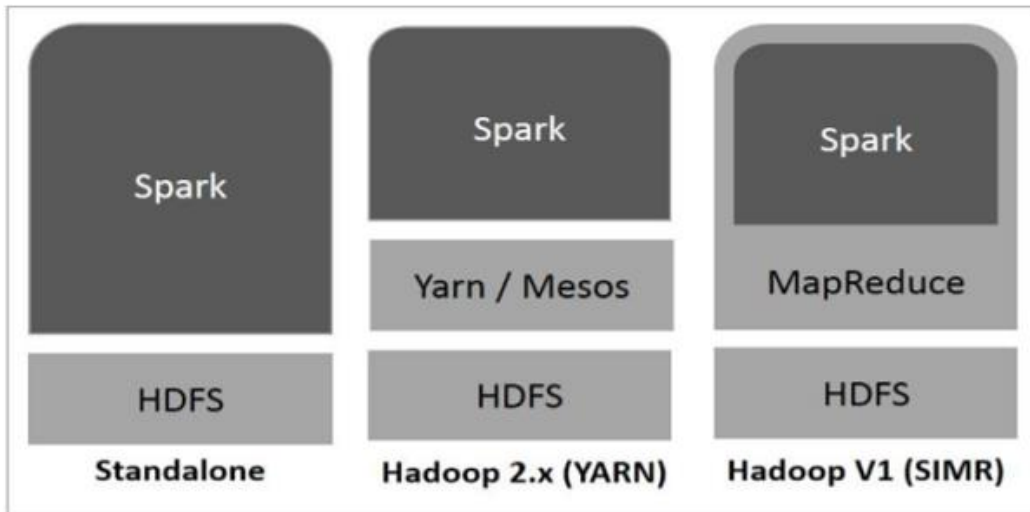 Spark
HDFS
Standalone
Spark
Yarn / Mesos
HDFS
Hadoop 2.x (YARN)
Spark
MapReduce
HDFS
Hadoop V1 (SIMR)